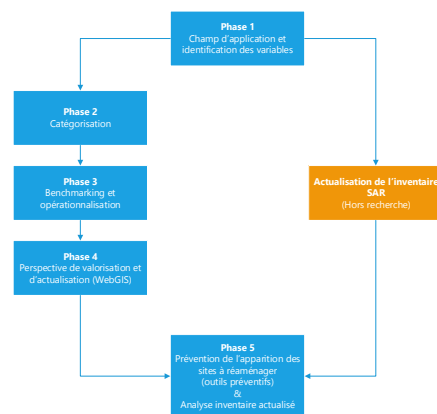 Phase 1
Champ d'application et
identification des variables
Phase 2
Catégorisation
Phase 3
Benchmarking et
opérationnalisation
Actualisation de l'inventaire
SAR
(Hors recherche)
Phase 4
Perspective de valorisation et
d'actualisation (WebGIS)
Phase 5
Prévention de l'apparition des
sites à réaménager
(outils préventifs)
&
Analyse inventaire actualisé